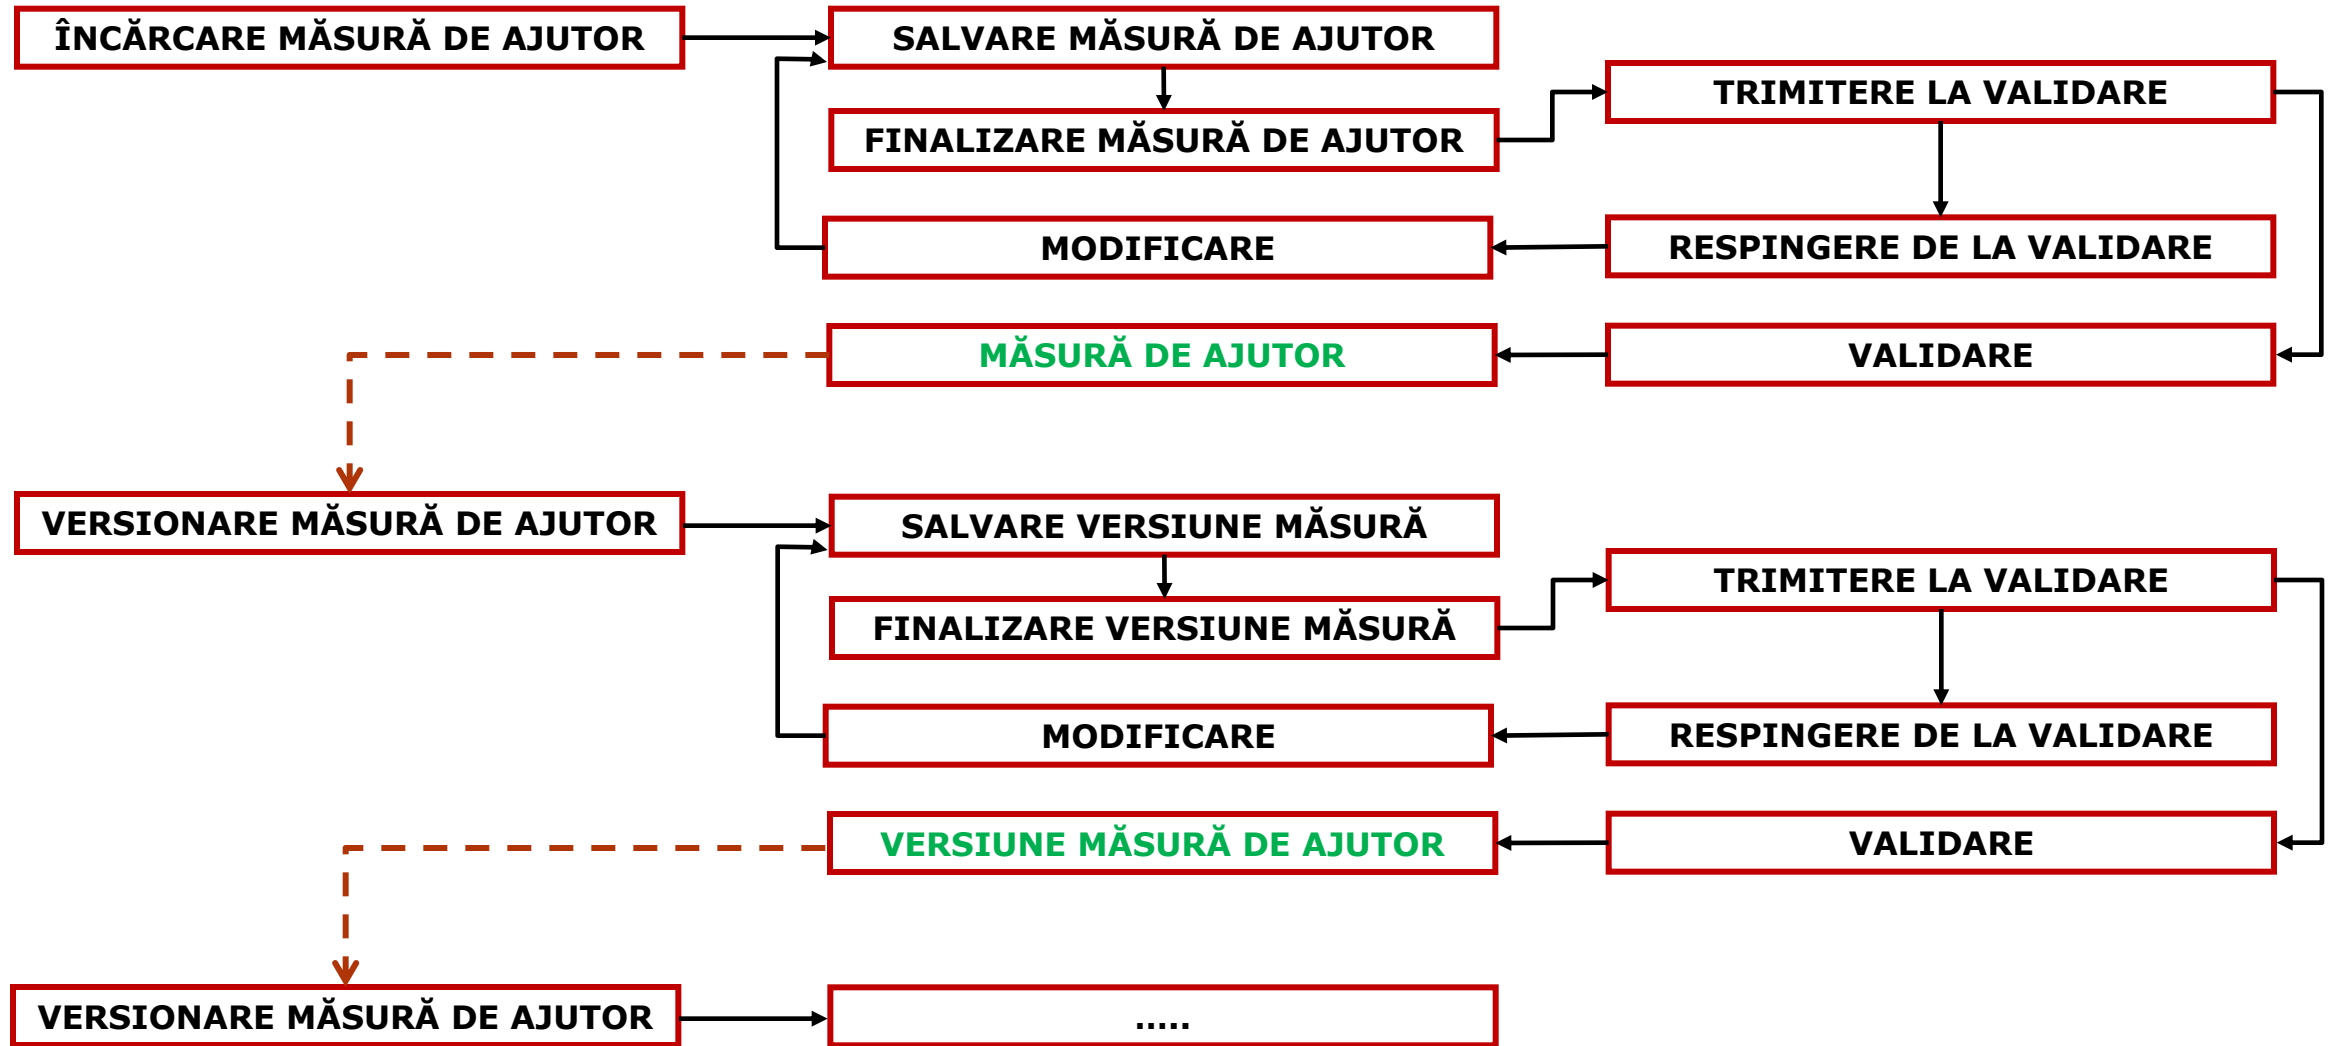 ÎNCĂRCARE MĂSURĂ DE AJUTOR
SALVARE MĂSURĂ DE AJUTOR
TRIMITERE LA VALIDARE
FINALIZARE MĂSURĂ DE AJUTOR
MODIFICARE
RESPINGERE DE LA VALIDARE
MĂSURĂ DE AJUTOR
VALIDARE
VERSIONARE MĂSURĂ DE AJUTOR
SALVARE VERSIUNE MĂSURĂ
TRIMITERE LA VALIDARE
FINALIZARE VERSIUNE MĂSURĂ
MODIFICARE
RESPINGERE DE LA VALIDARE
VERSIUNE MĂSURĂ DE AJUTOR
VALIDARE
VERSIONARE MĂSURĂ DE AJUTOR
.....